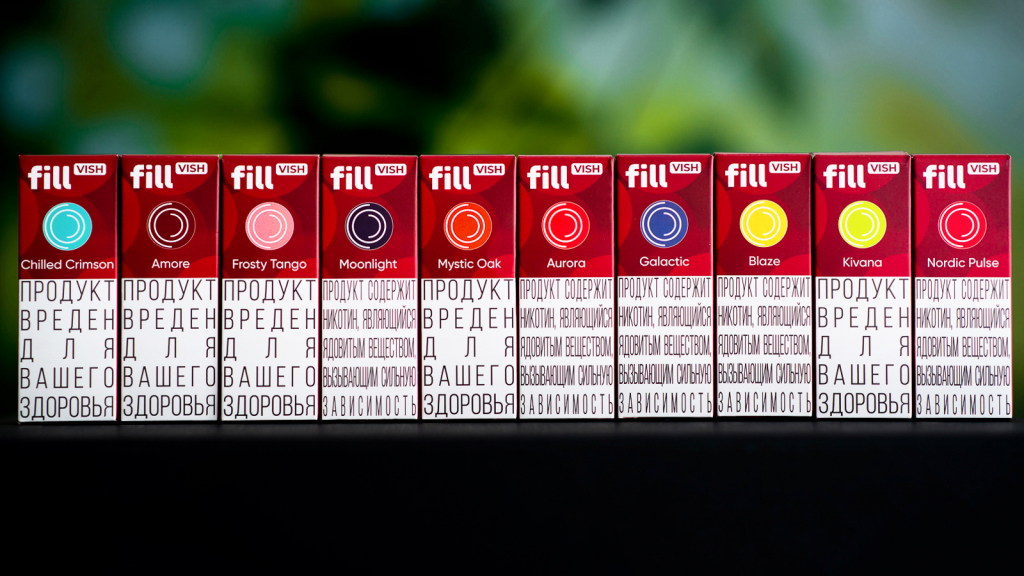 fill VISH
Chilled Crimson
ПРОДУКТ
ВРЕДЕН
ДЛЯ
ВАШЕГО
ЗДОРОВЬЯ
fill VISH
Amore
ПРОДУКТ
ВРЕДЕН
ДЛЯ
ВАШЕГО
ЗДОРОВЬЯ
fill VISH
Frosty Tango
ПРОДУКТ
ВРЕДЕН
ДЛЯ
ВАШЕГО
ЗДОРОВЬЯ
fill VISH
Moonlight
ПРОДУКТ СОДЕРЖИТ
НИКОТИН, ЯВЛЯЮЩИЙСЯ
ЯДОВИТЫМ ВЕЩЕСТВОМ,
ВЫЗЫВАЮЩИМ СИЛЬНУЮ
ЗАВИСИМОСТЬ
fill VISH
Mystic Oak
ПРОДУКТ
ВРЕДЕН
ДЛЯ
ВАШЕГО
ЗДОРОВЬЯ
fill VISH
Aurora
ПРОДУКТ СОДЕРЖИТ
НИКОТИН, ЯВЛЯЮЩИЙСЯ
ЯДОВИТЫМ ВЕЩЕСТВОМ,
ВЫЗЫВАЮЩИМ СИЛЬНУЮ
ЗАВИСИМОСТЬ
fill VISH
Galactic
ПРОДУКТ СОДЕРЖИТ
НИКОТИН, ЯВЛЯЮЩИЙСЯ
ЯДОВИТЫМ ВЕЩЕСТВОМ,
ВЫЗЫВАЮЩИМ СИЛЬНУЮ
ЗАВИСИМОСТЬ
fill VISH
Blaze
ПРОДУКТ СОДЕРЖИТ
НИКОТИН, ЯВЛЯЮЩИЙСЯ
ЯДОВИТЫМ ВЕЩЕСТВОМ,
ВЫЗЫВАЮЩИМ СИЛЬНУЮ
ЗАВИСИМОСТЬ
fill VISH
Kivana
ПРОДУКТ
ВРЕДЕН
ДЛЯ
ВАШЕГО
ЗДОРОВЬЯ
fill VISH
Nordic Pulse
ПРОДУКТ СОДЕРЖИТ
НИКОТИН, ЯВЛЯЮЩИЙСЯ
ЯДОВИТЫМ ВЕЩЕСТВОМ,
ВЫЗЫВАЮЩИМ СИЛЬНУЮ
ЗАВИСИМОСТЬ